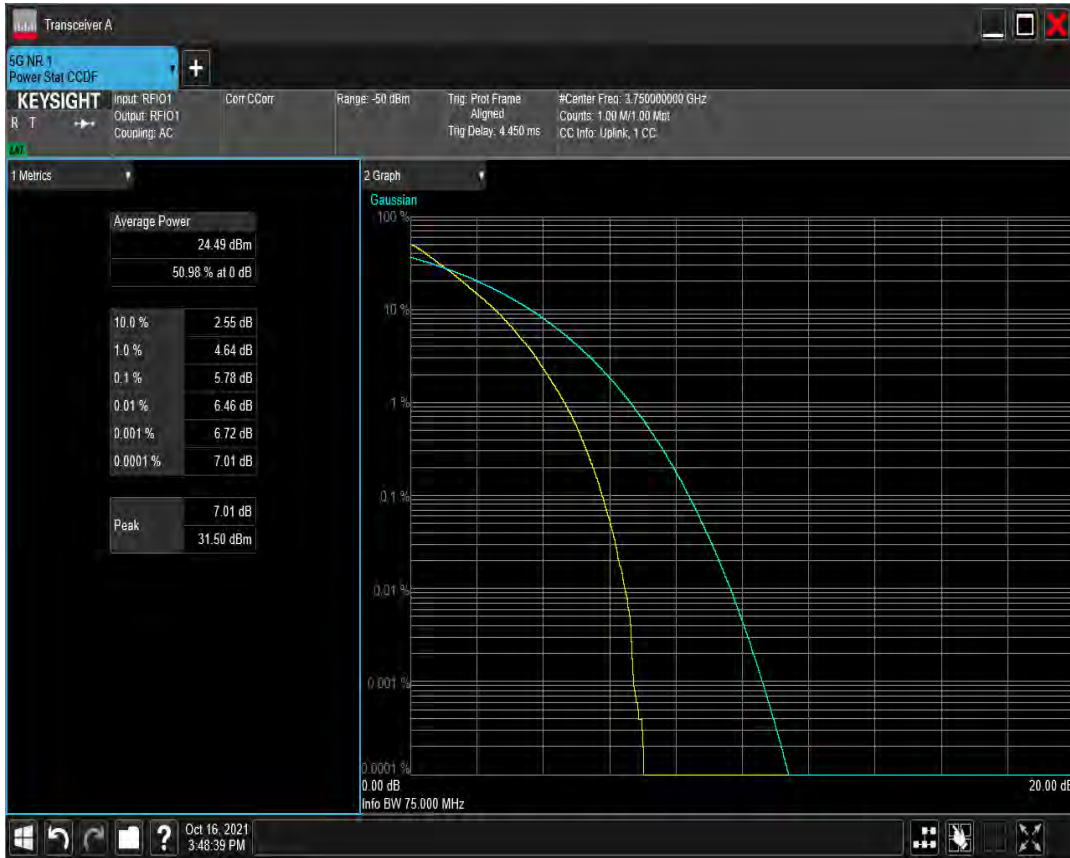 Transceiver A
5G NR 1
Power Stat CCDF
+
KEYSIGHT
R T
LXI
Input: RFIO1
Output: RFIO1
Coupling: AC
Corr CCorr
Range: -50 dBm
Trig: Prot Frame
Aligned
Trig Delay: 4.450 ms
#Center Freq: 3.750000000 GHz
Counts: 1.00 M/1.00 Mpt
CC Info: Uplink, 1 CC
1 Metrics
Average Power
24.49 dBm
50.98 % at 0 dB
10.0 % 2.55 dB
1.0 % 4.64 dB
0.1 % 5.78 dB
0.01 % 6.46 dB
0.001 % 6.72 dB
0.0001 % 7.01 dB
Peak 7.01 dB
31.50 dBm
2 Graph
Gaussian
100 %
10 %
1 %
0.1 %
0.01 %
0.001 %
0.0001 %
0.00 dB
20.00 dB
Info BW 75.000 MHz
?
Oct 16, 2021
3:48:39 PM